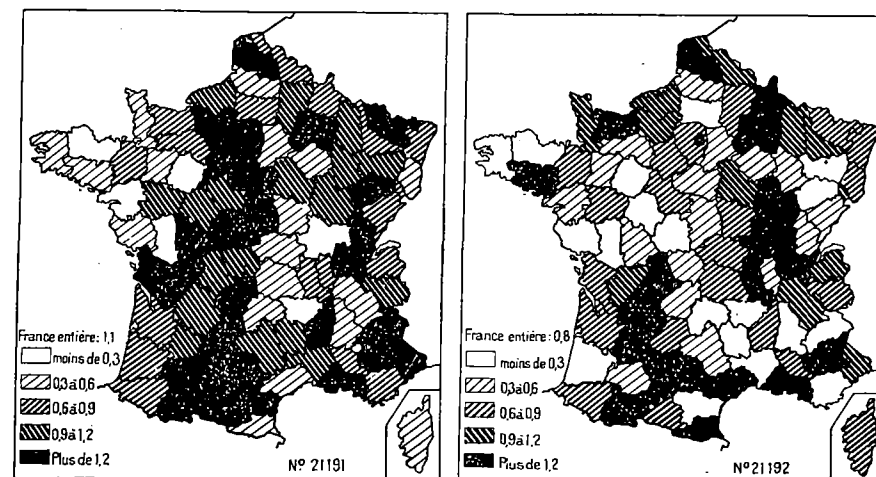 France entière: 1,1
moins de 0,3
0,3 à 0,6
0,6 à 0,9
0,9 à 1,2
Plus de 1,2
Nº 21191
France entière: 0,8
moins de 0,3
0,3 à 0,6
0,6 à 0,9
0,9 à 1,2
Plus de 1,2
Nº 21192